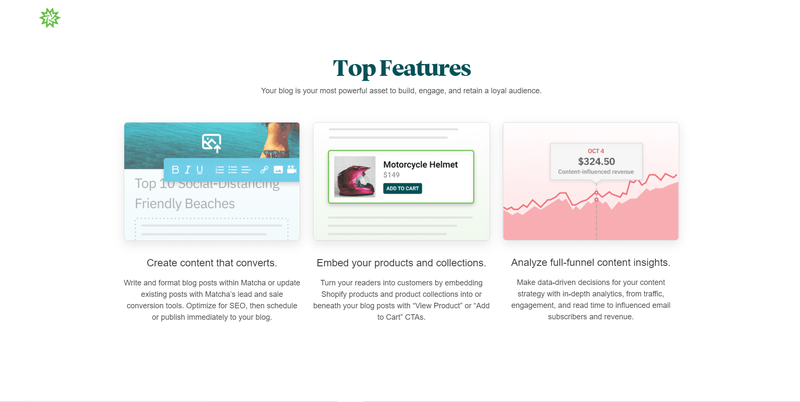 Top Features
Your blog is your most powerful asset to build, engage, and retain a loyal audience.
B I U
Top 10 Social-Distancing
Friendly Beaches
Motorcycle Helmet
$149
ADD TO CART
OCT 4
$324.50
Content-influenced revenue
Create content that converts.
Write and format blog posts within Matcha or update
existing posts with Matcha's lead and sale
conversion tools. Optimize for SEO, then schedule
or publish immediately to your blog.
Embed your products and collections.
Turn your readers into customers by embedding
Shopify products and product collections into or
beneath your blog posts with “View Product” or “Add
to Cart” CTAs.
Analyze full-funnel content insights.
Make data-driven decisions for your content
strategy with in-depth analytics, from traffic,
engagement, and read time to influenced email
subscribers and revenue.